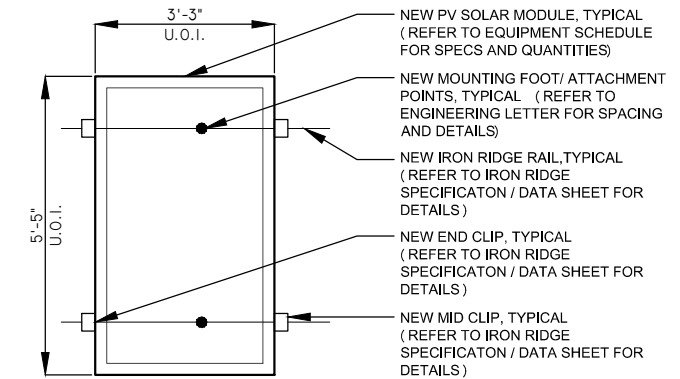 3'-3"
U.O.I.
5'-5"
U.O.I.
NEW PV SOLAR MODULE, TYPICAL
( REFER TO EQUIPMENT SCHEDULE
FOR SPECS AND QUANTITIES)
NEW MOUNTING FOOT/ ATTACHMENT
POINTS, TYPICAL ( REFER TO
ENGINEERING LETTER FOR SPACING
AND DETAILS)
NEW IRON RIDGE RAIL,TYPICAL
( REFER TO IRON RIDGE
SPECIFICATON / DATA SHEET FOR
DETAILS )
NEW END CLIP, TYPICAL
( REFER TO IRON RIDGE
SPECIFICATON / DATA SHEET FOR
DETAILS )
NEW MID CLIP, TYPICAL
( REFER TO IRON RIDGE
SPECIFICATON / DATA SHEET FOR
DETAILS )